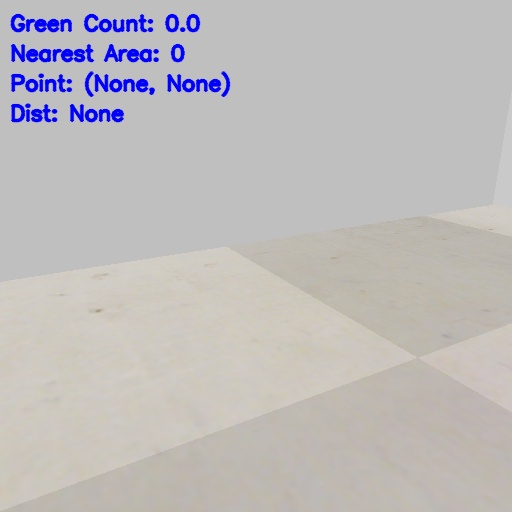 Green Count: 0.0
Nearest Area: 0
Point: (None, None)
Dist: None